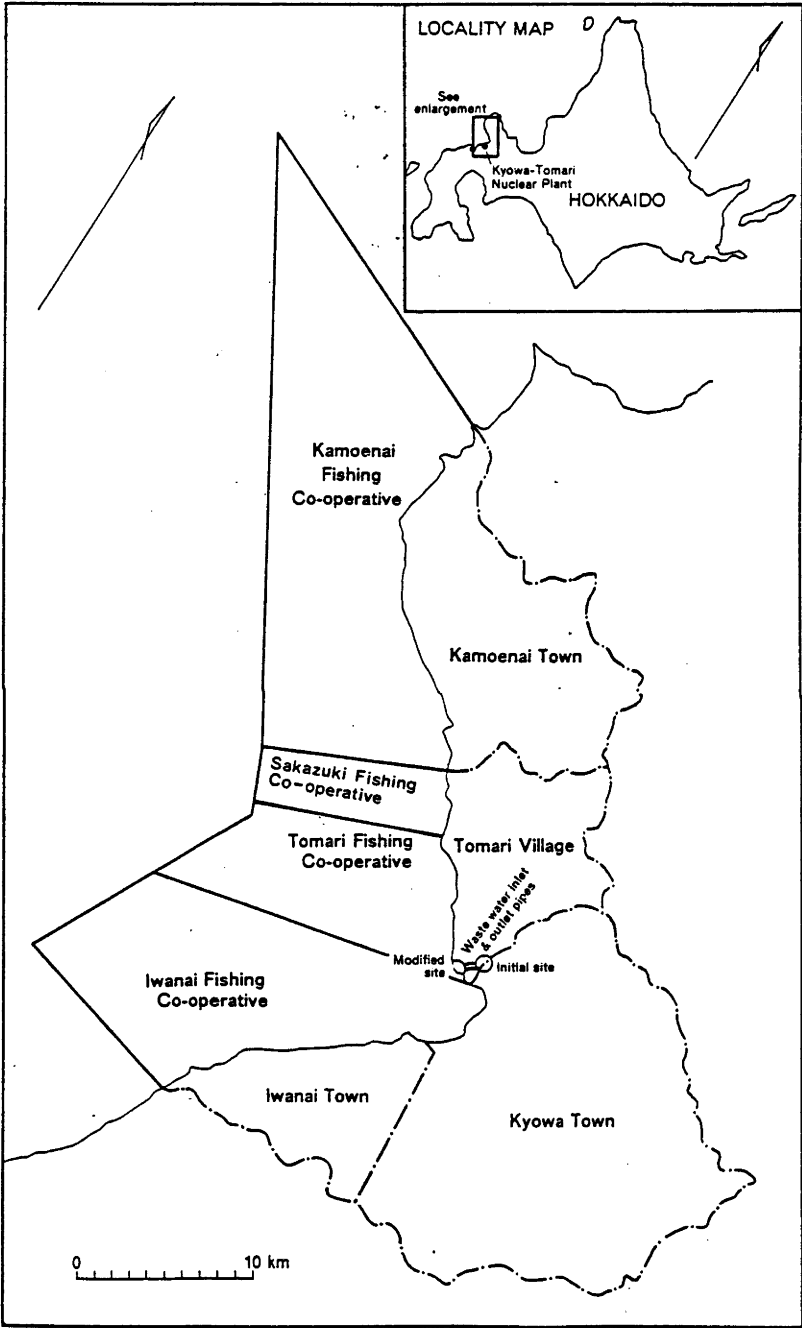 LOCALITY MAP
See
enlargement
Kyowa-Tomari
Nuclear Plant
HOKKAIDO
Kamoenai
Fishing
Co-operative
Kamoenai Town
Sakazuki Fishing
Co-operative
Tomari Fishing
Co-operative
Tomari Village
Waste water inlet
& outlet pipes
Modified
site
Initial site
Iwanai Fishing
Co-operative
Iwanai Town
Kyowa Town
0 10 km